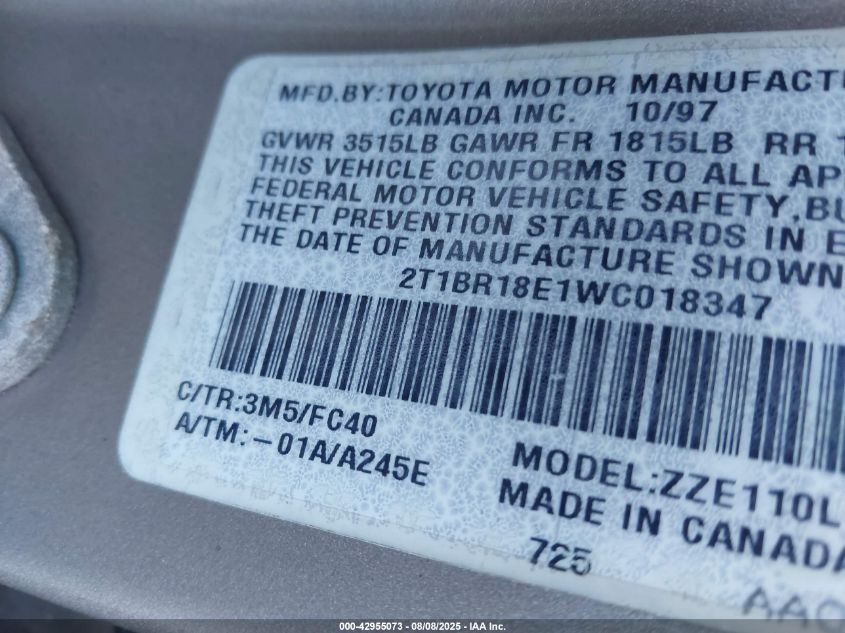 MFD.BY:TOYOTA MOTOR MANUFACTU
CANADA INC. 10/97
GVWR 3515LB GAWR FR 1815LB RR 1
THIS VEHICLE CONFORMS TO ALL AP
FEDERAL MOTOR VEHICLE SAFETY,BU
THEFT PREVENTION STANDARDS IN E
THE DATE OF MANUFACTURE SHOWN
2T1BR18E1WC018347
C/TR:3M5/FC40
A/TM:-01A/A245E
MODEL:ZZE110L
MADE IN CANADA
725
AA0
000-42955073 - 08/08/2025 - IAA Inc.